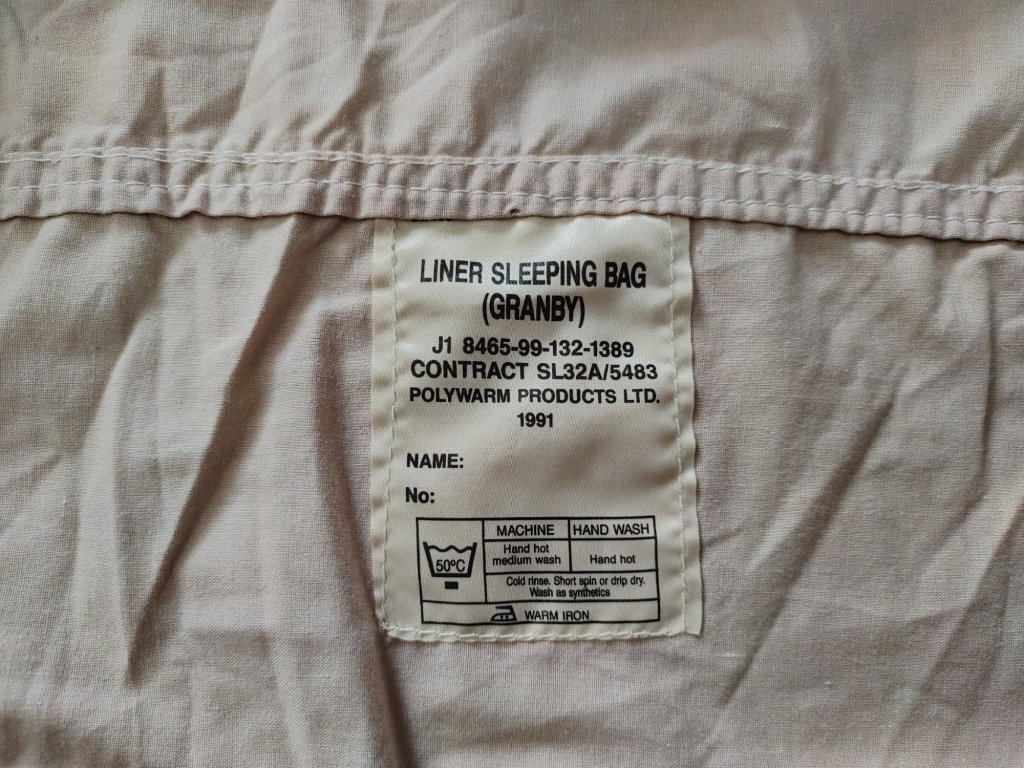 LINER SLEEPING BAG
(GRANBY)
J1 8465-99-132-1389
CONTRACT SL32A/5483
POLYWARM PRODUCTS LTD.
1991
NAME:
No:
MACHINE HAND WASH
50°C
Hand hot
medium wash
Hand hot
Cold rinse. Short spin or drip dry.
Wash as synthetics
WARM IRON